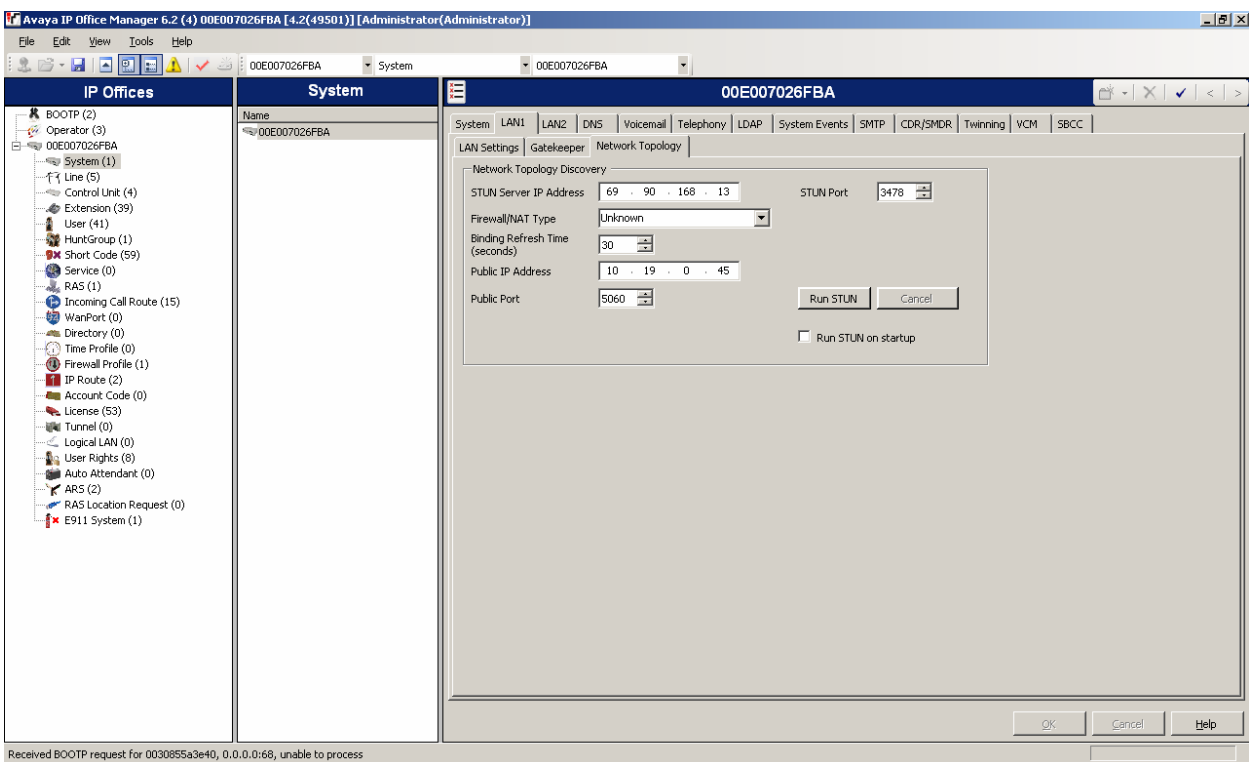 Avaya IP Office Manager 6.2 (4) 00E007026FBA [4.2(49501)] [Administrator(Administrator)]
File Edit View Tools Help
00E007026FBA System 00E007026FBA
IP Offices
BOOTP (2)
Operator (3)
00E007026FBA
System (1)
Line (5)
Control Unit (4)
Extension (39)
User (41)
HuntGroup (1)
Short Code (59)
Service (0)
RAS (1)
Incoming Call Route (15)
WanPort (0)
Directory (0)
Time Profile (0)
Firewall Profile (1)
IP Route (2)
Account Code (0)
License (53)
Tunnel (0)
Logical LAN (0)
User Rights (8)
Auto Attendant (0)
ARS (2)
RAS Location Request (0)
E911 System (1)
System
Name
00E007026FBA
00E007026FBA
System LAN1 LAN2 DNS Voicemail Telephony LDAP System Events SMTP CDR/SMDR Twinning VCM SBCC
LAN Settings Gatekeeper Network Topology
Network Topology Discovery
STUN Server IP Address 69 . 90 . 168 . 13 STUN Port 3478
Firewall/NAT Type Unknown
Binding Refresh Time
(seconds) 30
Public IP Address 10 . 19 . 0 . 45
Public Port 5060 Run STUN Cancel
Run STUN on startup
OK Cancel Help
Received BOOTP request for 0030855a3e40, 0.0.0.0:68, unable to process